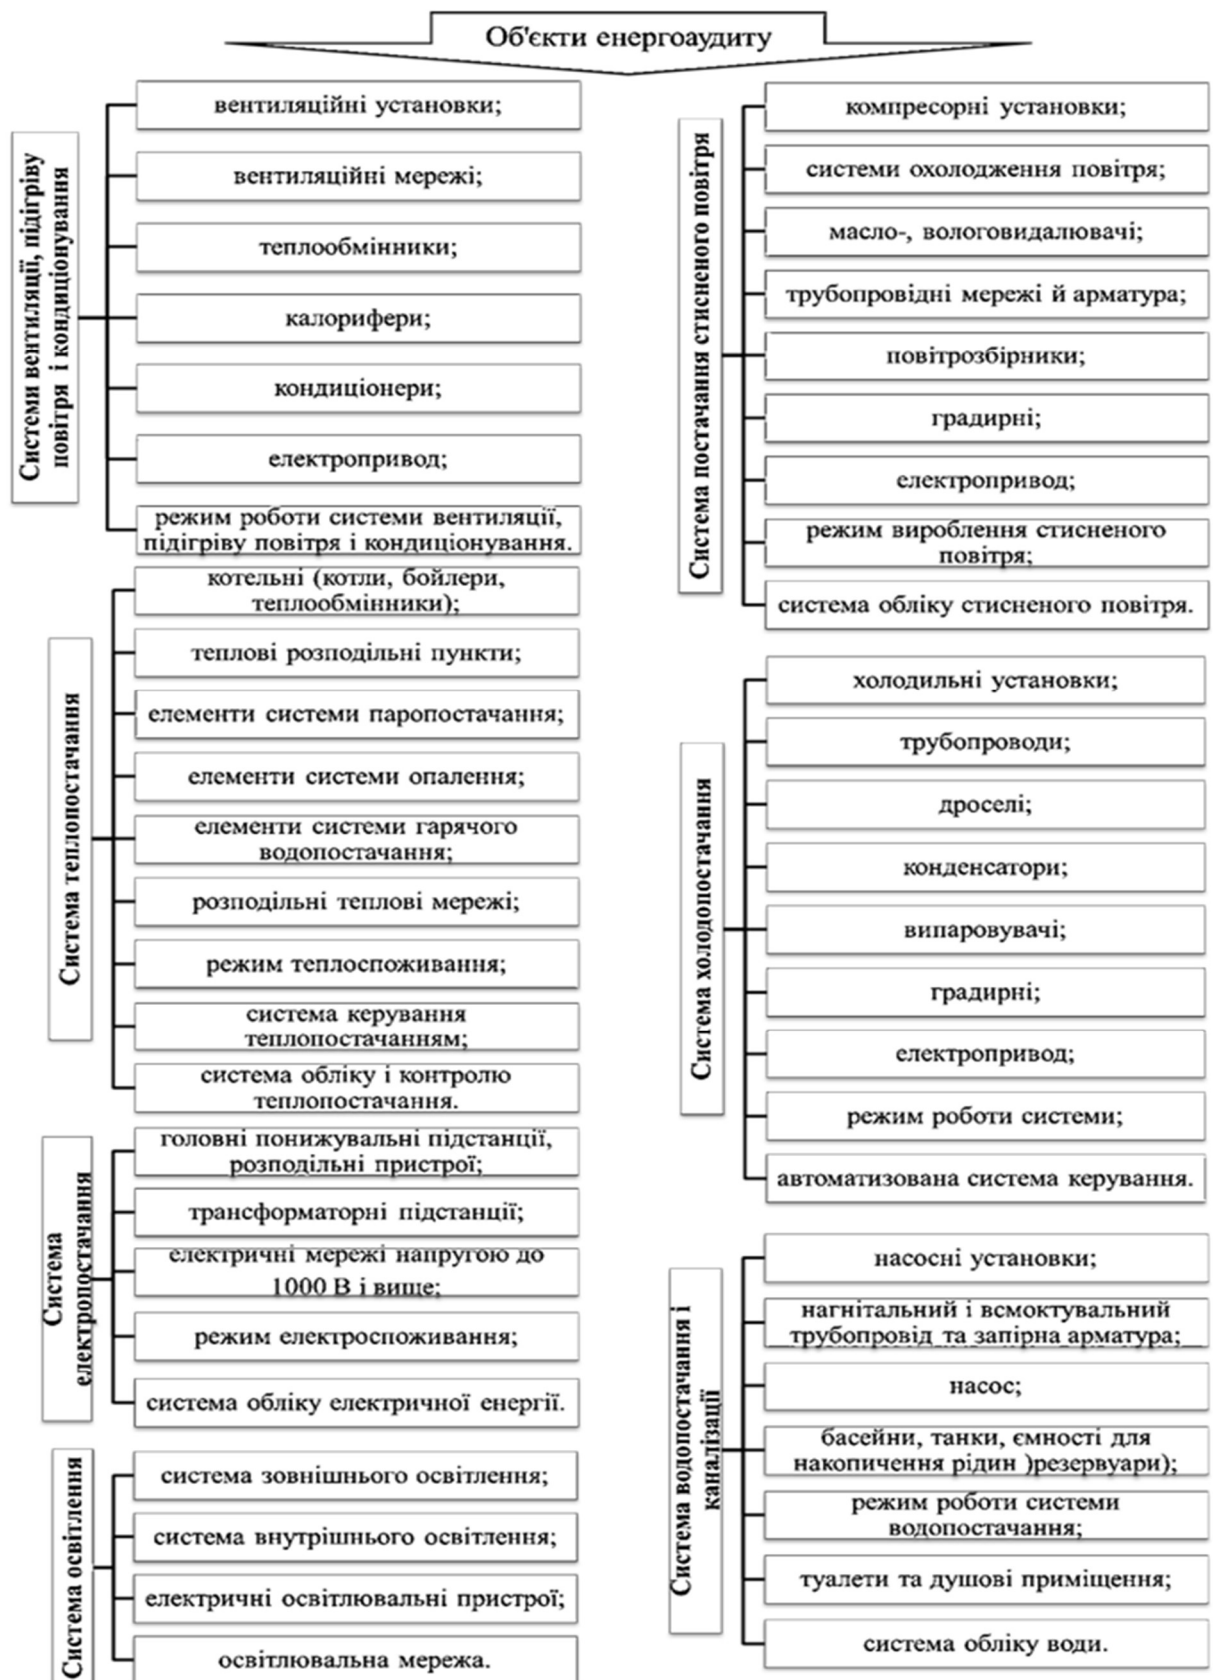 Об'єкти енергоаудиту
Системи вентиляції, підігріву
повітря і кондиціонування
вентиляційні установки;
вентиляційні мережі;
теплообмінники;
калорифери;
кондиціонери;
електропривод;
режим роботи системи вентиляції,
підігріву повітря і кондиціонування.
Система теплопостачання
котельні (котли, бойлери,
теплообмінники);
теплові розподільні пункти;
елементи системи паропостачання;
елементи системи опалення;
елементи системи гарячого
водопостачання;
розподільні теплові мережі;
режим теплоспоживання;
система керування
теплопостачанням;
система обліку і контролю
теплопостачання.
Система
електропостачання
головні понижувальні підстанції,
розподільні пристрої;
трансформаторні підстанції;
електричні мережі напругою до
1000 В і вище;
режим електроспоживання;
система обліку електричної енергії.
Система освітлення
система зовнішнього освітлення;
система внутрішнього освітлення;
електричні освітлювальні пристрої;
освітлювальна мережа.
Система постачання стисненого повітря
компресорні установки;
системи охолодження повітря;
масло-, вологовидалювачі;
трубопровідні мережі й арматура;
повітрозбірники;
градирні;
електропривод;
режим вироблення стисненого
повітря;
система обліку стисненого повітря.
Система холодопостачання
холодильні установки;
трубопроводи;
дроселі;
конденсатори;
випаровувачі;
градирні;
електропривод;
режим роботи системи;
автоматизована система керування.
Система водопостачання і
каналізації
насосні установки;
нагнітальний і всмоктувальний
трубопровід та запірна арматура;
насос;
басейни, танки, ємності для
накопичення рідин )резервуари);
режим роботи системи
водопостачання;
туалети та душові приміщення;
система обліку води.